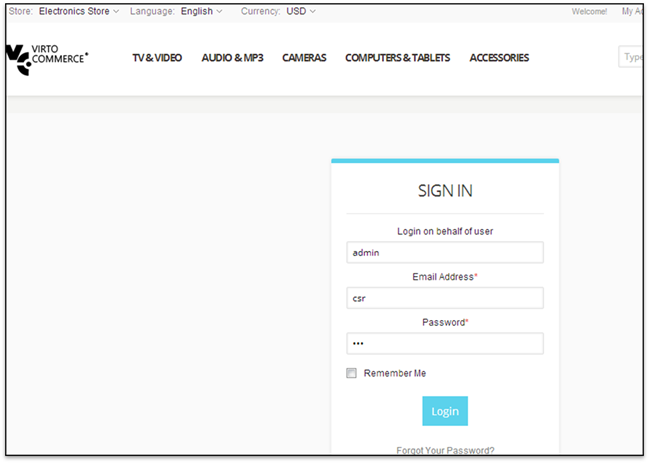 Store: Electronics Store Language: English Currency: USD Welcome! My Ac
VIRTO
COMMERCE
TV & VIDEO AUDIO & MP3 CAMERAS COMPUTERS & TABLETS ACCESSORIES Type
SIGN IN
Login on behalf of user
admin
Email Address*
csr
Password*
•••
Remember Me
Login
Forgot Your Password?